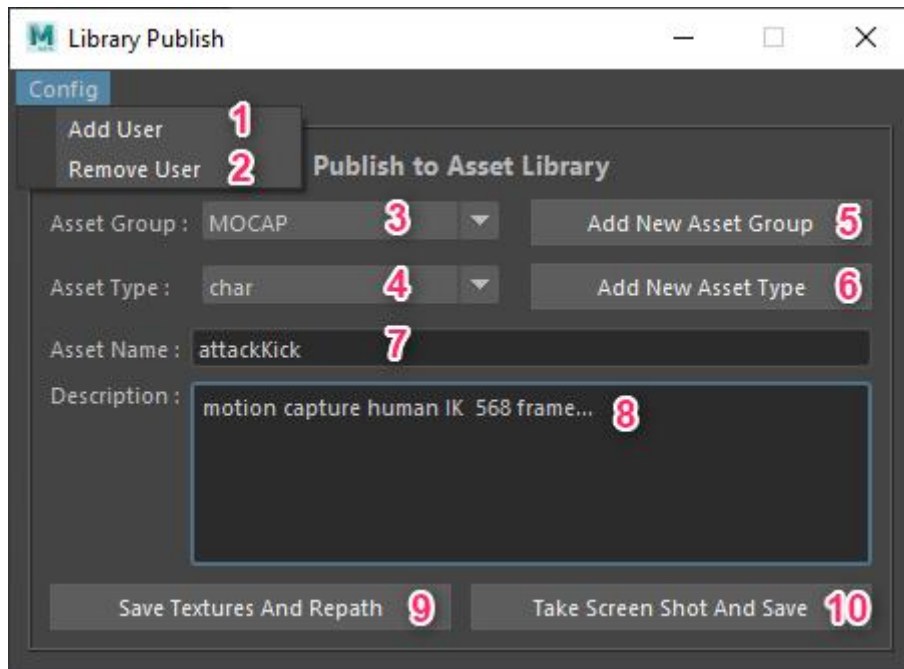 Library Publish
Config
Add User 1
Remove User 2
Publish to Asset Library
Asset Group : MOCAP 3 Add New Asset Group 5
Asset Type : char 4 Add New Asset Type 6
Asset Name : attackKick 7
Description : motion capture human IK  568 frame... 8
Save Textures And Repath 9 Take Screen Shot And Save 10